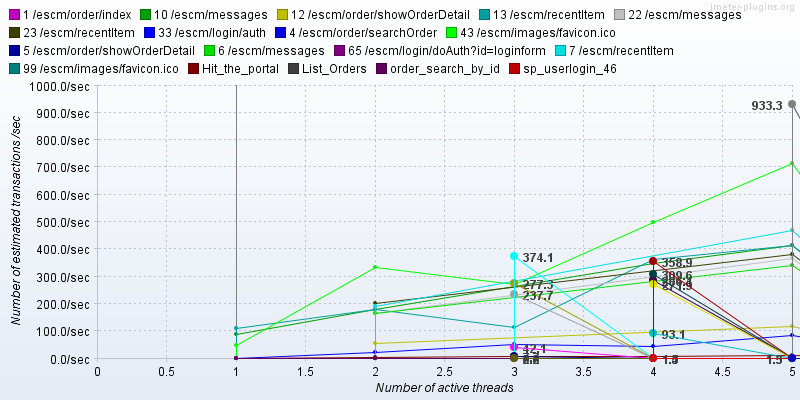 jmeter-plugins.org
1 /escm/order/index 10 /escm/messages 12 /escm/order/showOrderDetail 13 /escm/recentItem 22 /escm/messages
23 /escm/recentItem 33 /escm/login/auth 4 /escm/order/searchOrder 43 /escm/images/favicon.ico
5 /escm/order/showOrderDetail 6 /escm/messages 65 /escm/login/doAuth?id=loginform 7 /escm/recentItem
99 /escm/images/favicon.ico Hit_the_portal List_Orders order_search_by_id sp_userlogin_46
1000.0/sec
900.0/sec
800.0/sec
700.0/sec
600.0/sec
500.0/sec
400.0/sec
300.0/sec
200.0/sec
100.0/sec
0.0/sec
Number of estimated transactions /sec
933.3
374.1
277.3
237.7
42.1
358.9
93.1
1.5
0 0.5 1 1.5 2 2.5 3 3.5 4 4.5 5
Number of active threads